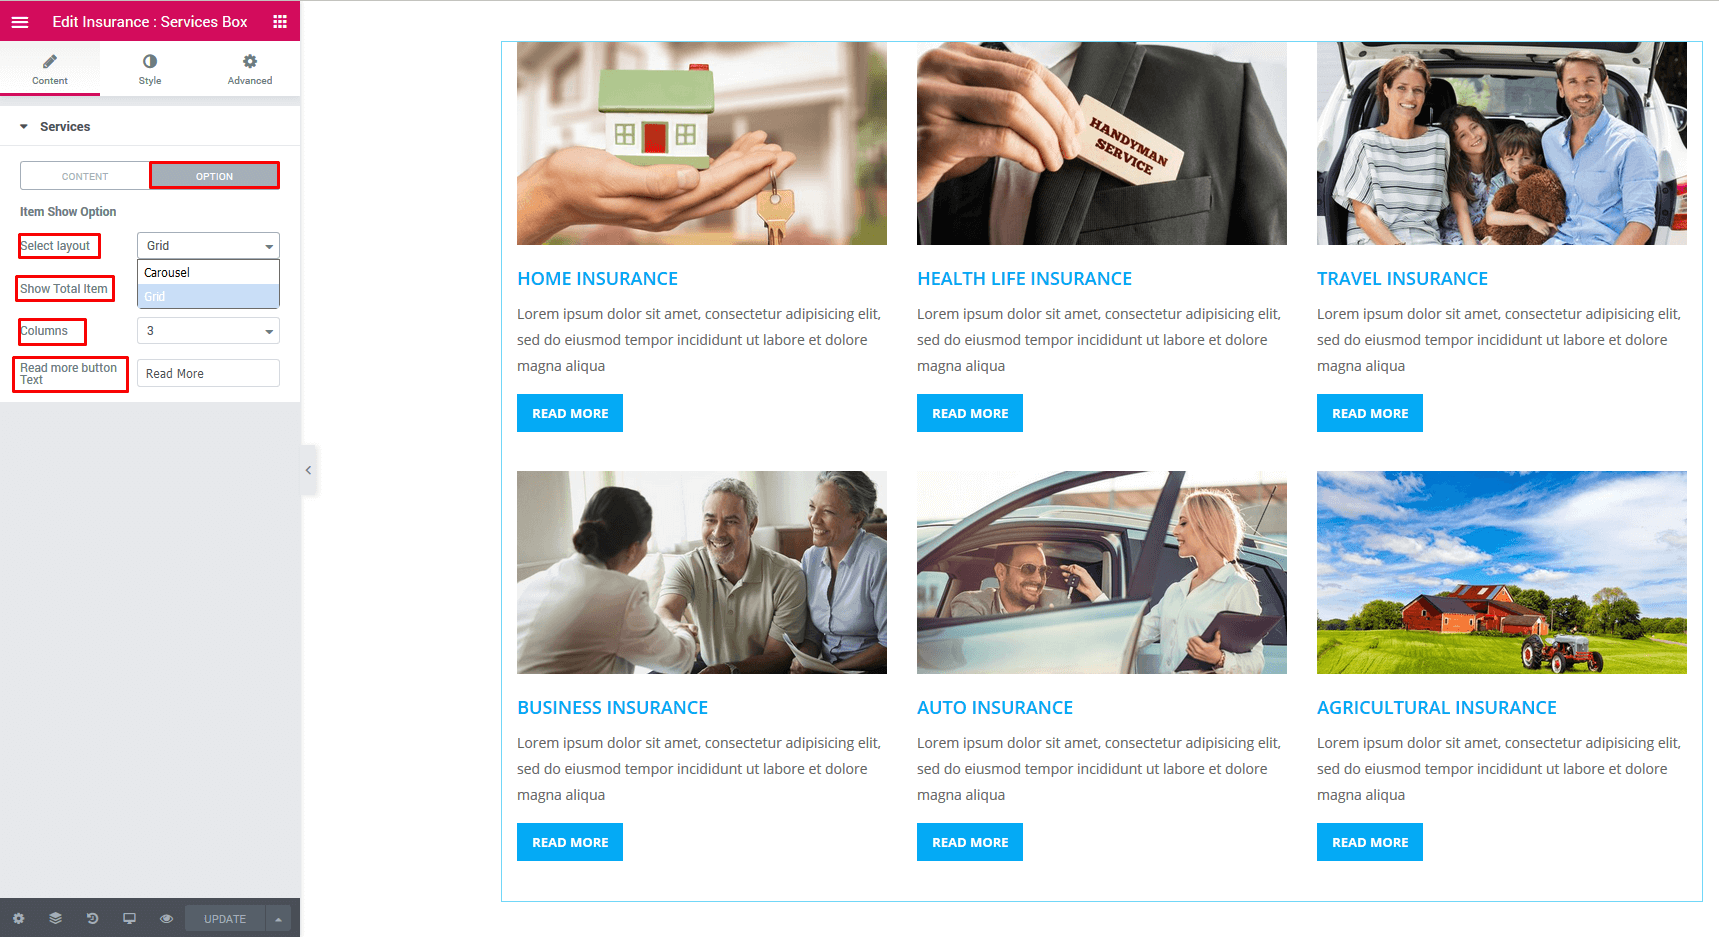 Edit Insurance : Services Box
Content
Style
Advanced
Services
CONTENT
OPTION
Item Show Option
Select layout
Grid
Carousel
Grid
Show Total Item
Columns
3
Read more button
Text
Read More
UPDATE
HANDYMAN
SERVICE
HOME INSURANCE
Lorem ipsum dolor sit amet, consectetur adipisicing elit,
sed do eiusmod tempor incididunt ut labore et dolore
magna aliqua
READ MORE
HEALTH LIFE INSURANCE
Lorem ipsum dolor sit amet, consectetur adipisicing elit,
sed do eiusmod tempor incididunt ut labore et dolore
magna aliqua
READ MORE
TRAVEL INSURANCE
Lorem ipsum dolor sit amet, consectetur adipisicing elit,
sed do eiusmod tempor incididunt ut labore et dolore
magna aliqua
READ MORE
BUSINESS INSURANCE
Lorem ipsum dolor sit amet, consectetur adipisicing elit,
sed do eiusmod tempor incididunt ut labore et dolore
magna aliqua
READ MORE
AUTO INSURANCE
Lorem ipsum dolor sit amet, consectetur adipisicing elit,
sed do eiusmod tempor incididunt ut labore et dolore
magna aliqua
READ MORE
AGRICULTURAL INSURANCE
Lorem ipsum dolor sit amet, consectetur adipisicing elit,
sed do eiusmod tempor incididunt ut labore et dolore
magna aliqua
READ MORE